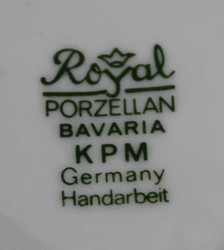 Royal
PORZELLAN
BAVARIA
KPM
Germany
Handarbeit